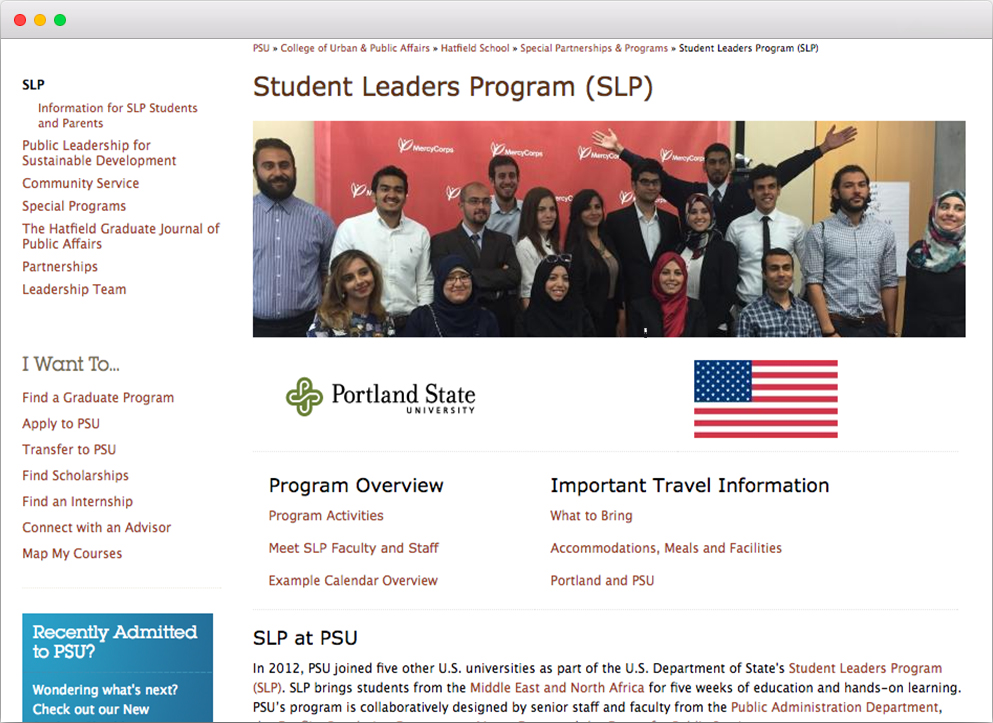 PSU » College of Urban & Public Affairs » Hatfield School » Special Partnerships & Programs » Student Leaders Program (SLP)
SLP
Information for SLP Students
and Parents
Public Leadership for
Sustainable Development
Community Service
Special Programs
The Hatfield Graduate Journal of
Public Affairs
Partnerships
Leadership Team
I Want To...
Find a Graduate Program
Apply to PSU
Transfer to PSU
Find Scholarships
Find an Internship
Connect with an Advisor
Map My Courses
Recently Admitted
to PSU?
Wondering what's next?
Check out our New
Student Leaders Program (SLP)
MercyCorps
MercyCorps
MercyCorps
Portland State
UNIVERSITY
Program Overview
Program Activities
Meet SLP Faculty and Staff
Example Calendar Overview
Important Travel Information
What to Bring
Accommodations, Meals and Facilities
Portland and PSU
SLP at PSU
In 2012, PSU joined five other U.S. universities as part of the U.S. Department of State's Student Leaders Program
(SLP). SLP brings students from the Middle East and North Africa for five weeks of education and hands-on learning.
PSU's program is collaboratively designed by senior staff and faculty from the Public Administration Department,